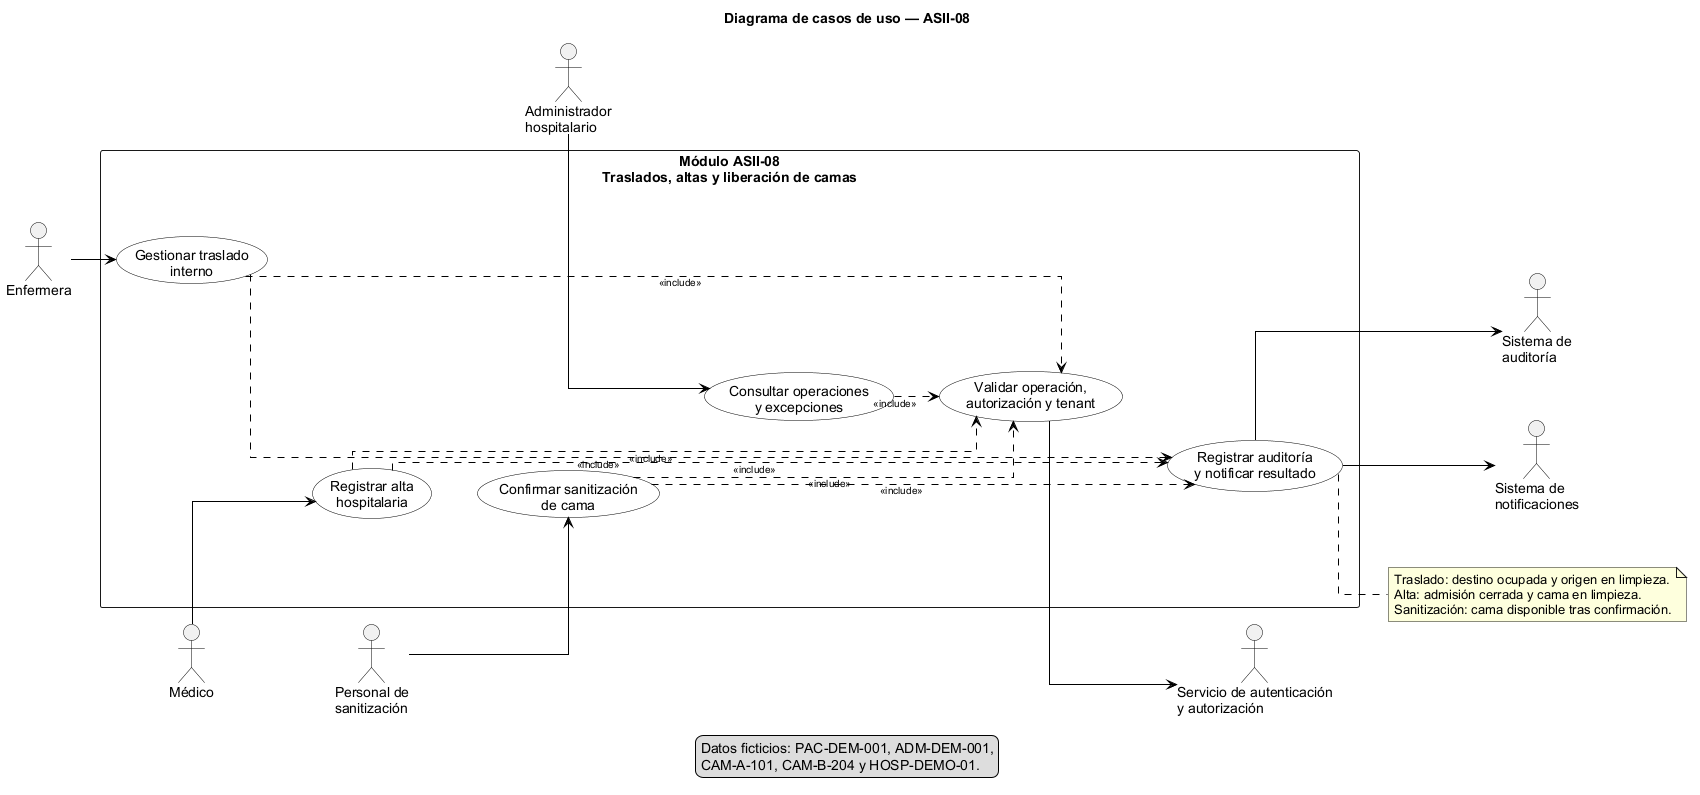 Diagrama de casos de uso — ASII-08
Administrador
hospitalario
Módulo ASII-08
Traslados, altas y liberación de camas
Enfermera
Gestionar traslado
interno
«include»
Sistema de
auditoría
Consultar operaciones
y excepciones
«include»
Validar operación,
autorización y tenant
Registrar auditoría
y notificar resultado
Sistema de
notificaciones
«include»
«include»
«include»
«include»
«include»
Registrar alta
hospitalaria
Confirmar sanitización
de cama
Traslado: destino ocupada y origen en limpieza.
Alta: admisión cerrada y cama en limpieza.
Sanitización: cama disponible tras confirmación.
Médico
Personal de
sanitización
Servicio de autenticación
y autorización
Datos ficticios: PAC-DEM-001, ADM-DEM-001,
CAM-A-101, CAM-B-204 y HOSP-DEMO-01.